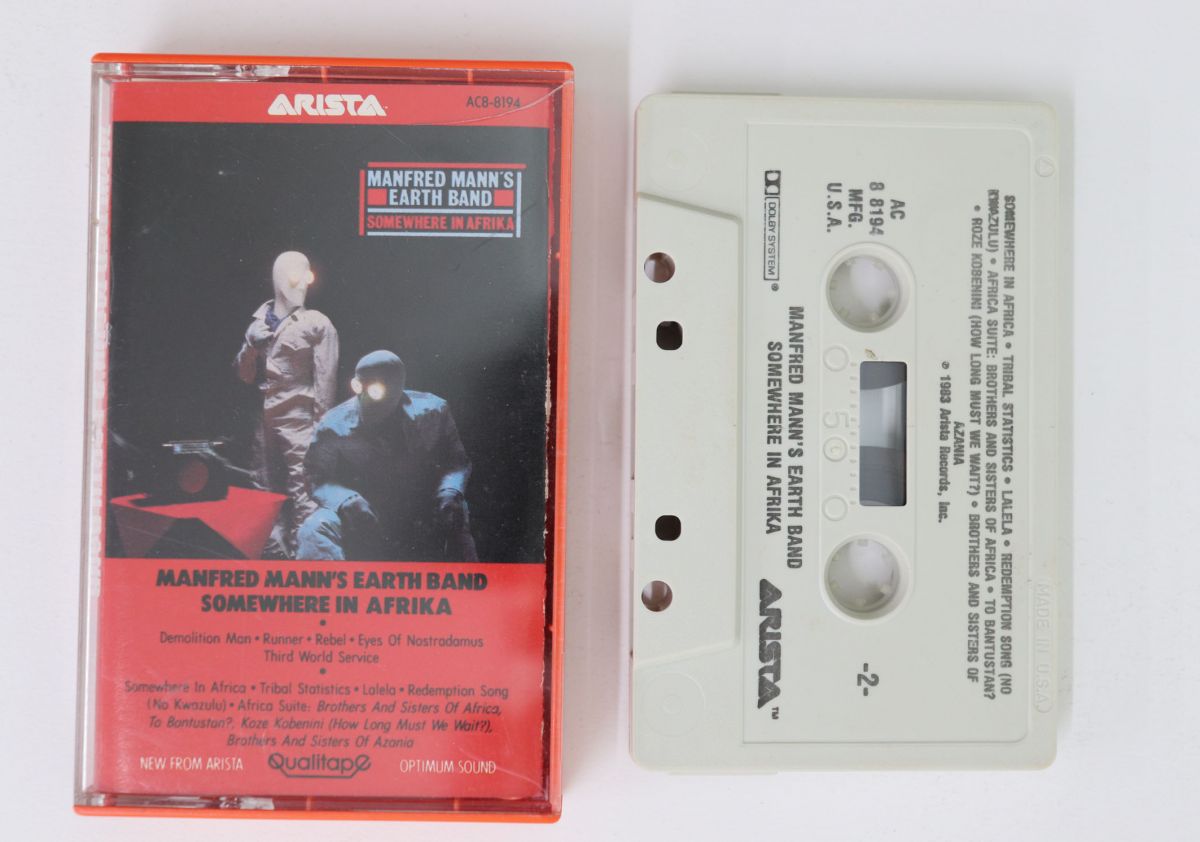 ARISTA
AC8-8194
MANFRED MANN'S
EARTH BAND
SOMEWHERE IN AFRIKA
MANFRED MANN'S EARTH BAND
SOMEWHERE IN AFRIKA
•
Demolition Man • Runner • Rebel • Eyes Of Nostradamus
Third World Service
•
Somewhere In Africa • Tribal Statistics • Lalela • Redemption Song
(No Kwazulu) • Africa Suite: Brothers And Sisters Of Africa,
To Bantustan?, Koze Kobenini (How Long Must We Wait?),
Brothers And Sisters Of Azania
NEW FROM ARISTA
Qualitape
OPTIMUM SOUND
SOMEWHERE IN AFRICA • TRIBAL STATISTICS • LALELA • REDEMPTION SONG (NO
KWAZULU) • AFRICA SUITE: BROTHERS AND SISTERS OF AFRICA • TO BANTUSTAN?
• ROZE KOBENINI (HOW LONG MUST WE WAIT?) • BROTHERS AND SISTERS OF
AZANIA
℗ 1983 Arista Records, Inc.
AC
8 8194
MFG.
U.S.A.
-2-
DOLBY SYSTEM ®
MANFRED MANN'S EARTH BAND
SOMEWHERE IN AFRIKA
ARISTA™
0 50
MADE IN U.S.A.